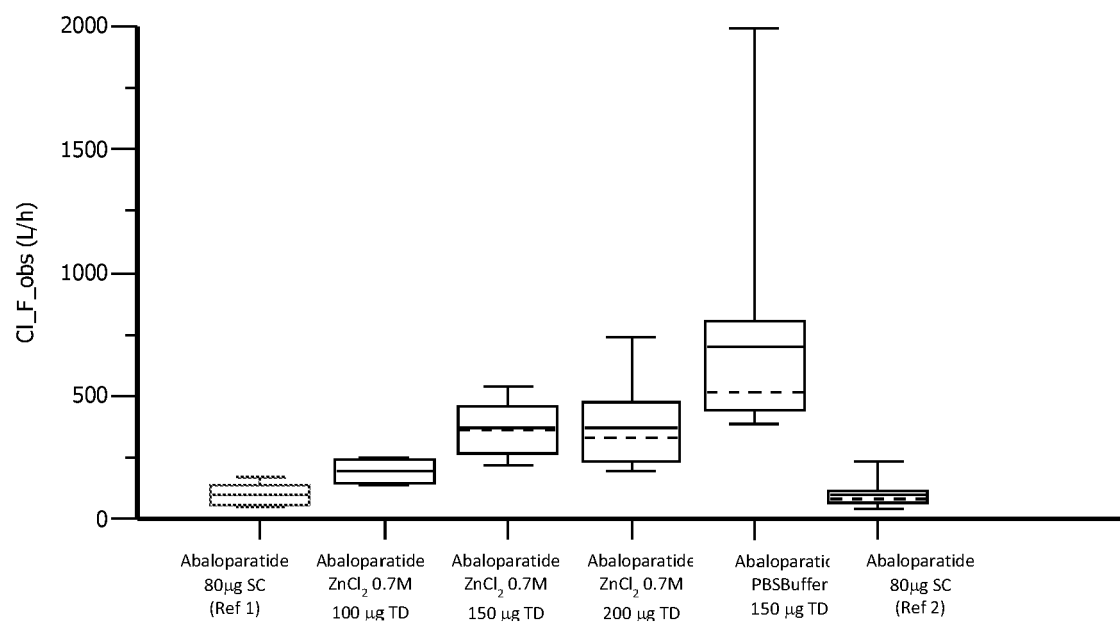 2000
1500
1000
500
0
Cl_F_obs (L/h)
Abaloparatide
80µg SC
(Ref 1)
Abaloparatide
ZnCl₂ 0.7M
100 µg TD
Abaloparatide
ZnCl₂ 0.7M
150 µg TD
Abaloparatide
ZnCl₂ 0.7M
200 µg TD
Abaloparatic
PBSBuffer
150 µg TD
Abaloparatide
80µg SC
(Ref 2)